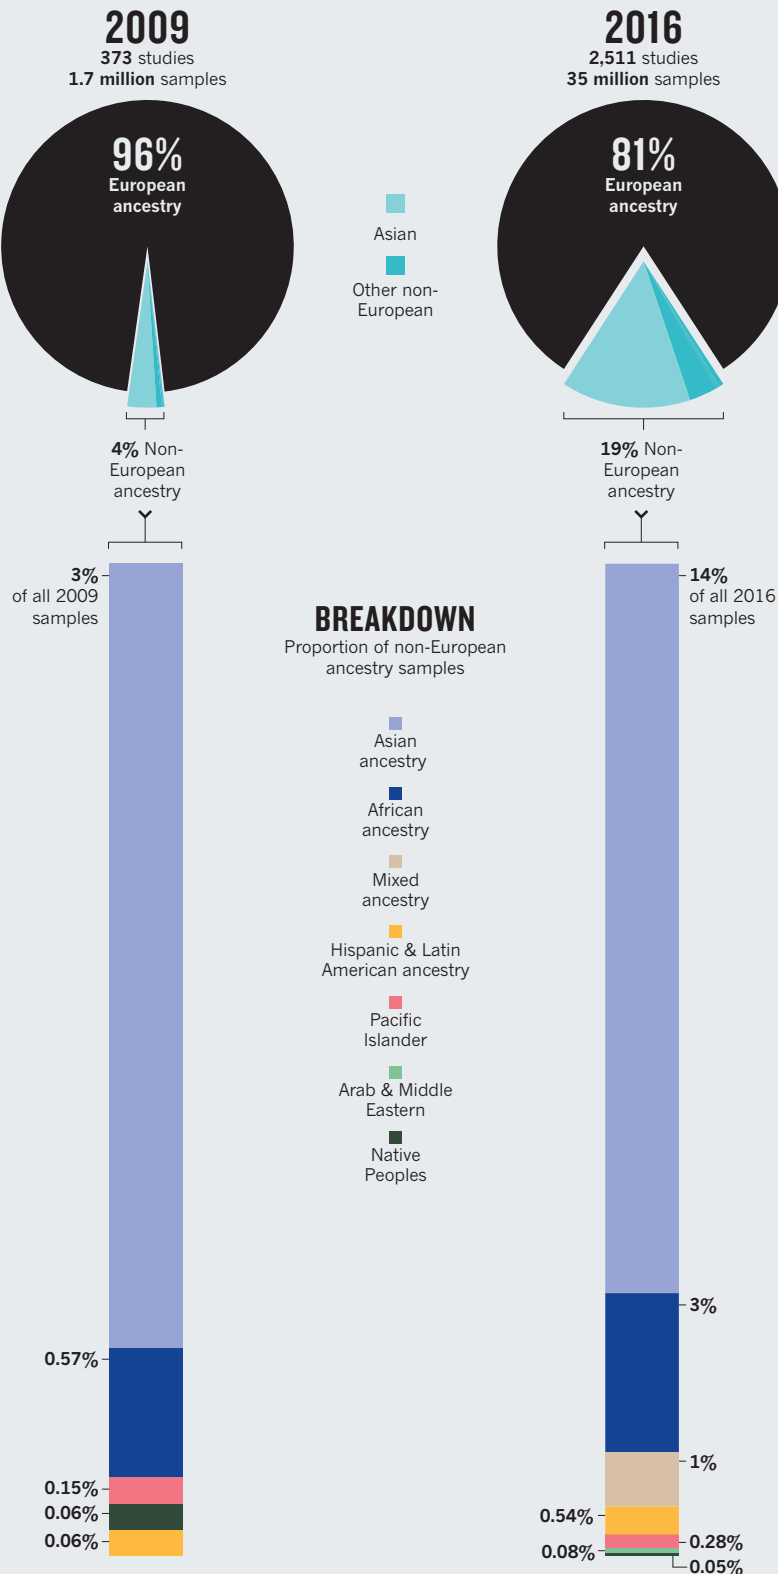 2009
373 studies
1.7 million samples
96%
European
ancestry
4% Non-
European
ancestry
Asian
Other non-
European
2016
2,511 studies
35 million samples
81%
European
ancestry
19% Non-
European
ancestry
3%
of all 2009
samples
0.57%
0.15%
0.06%
0.06%
BREAKDOWN
Proportion of non-European
ancestry samples
Asian
ancestry
African
ancestry
Mixed
ancestry
Hispanic & Latin
American ancestry
Pacific
Islander
Arab & Middle
Eastern
Native
Peoples
14%
of all 2016
samples
3%
1%
0.54%
0.28%
0.08%
0.05%